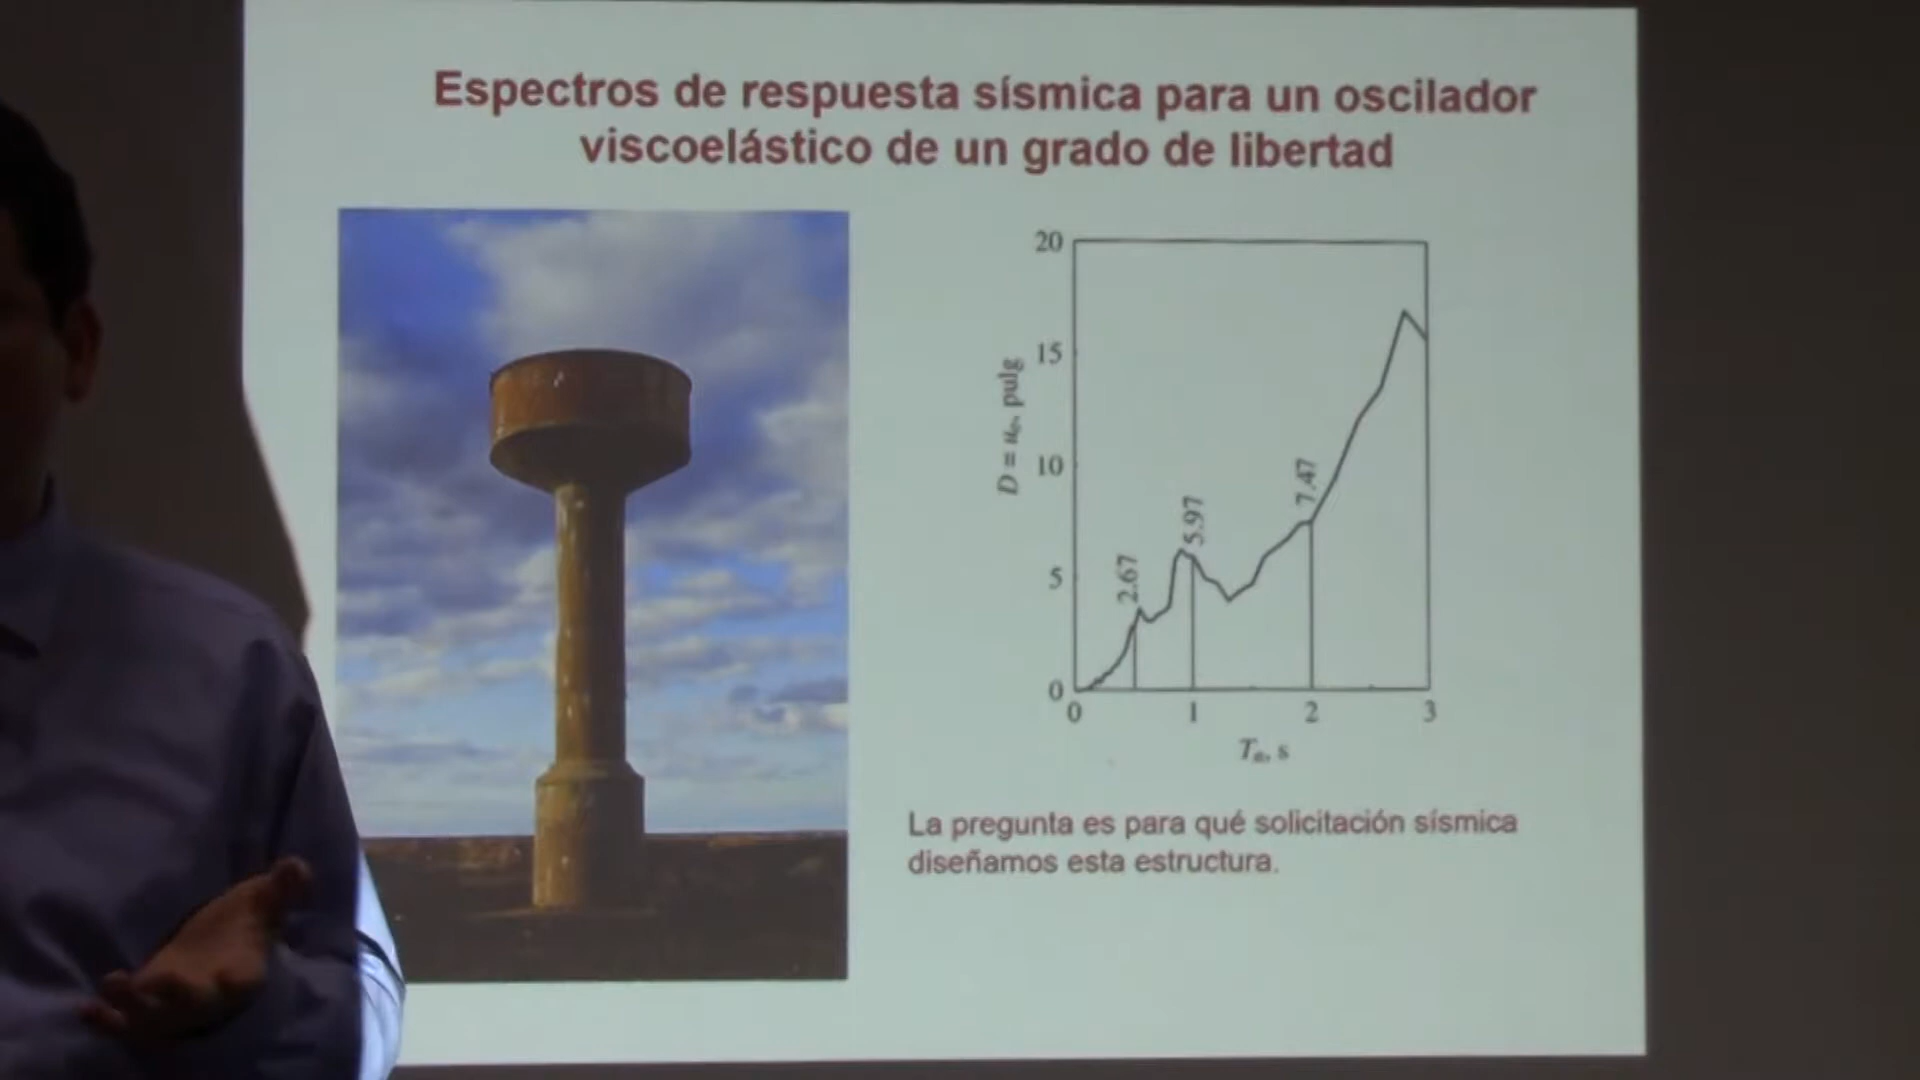 Espectros de respuesta sísmica para un oscilador
viscoelástico de un grado de libertad
20
15
10
5
0
D = uₒ, pulg
2.67
5.97
7.47
0 1 2 3
Tₙ, s
La pregunta es para qué solicitación sísmica
diseñamos esta estructura.